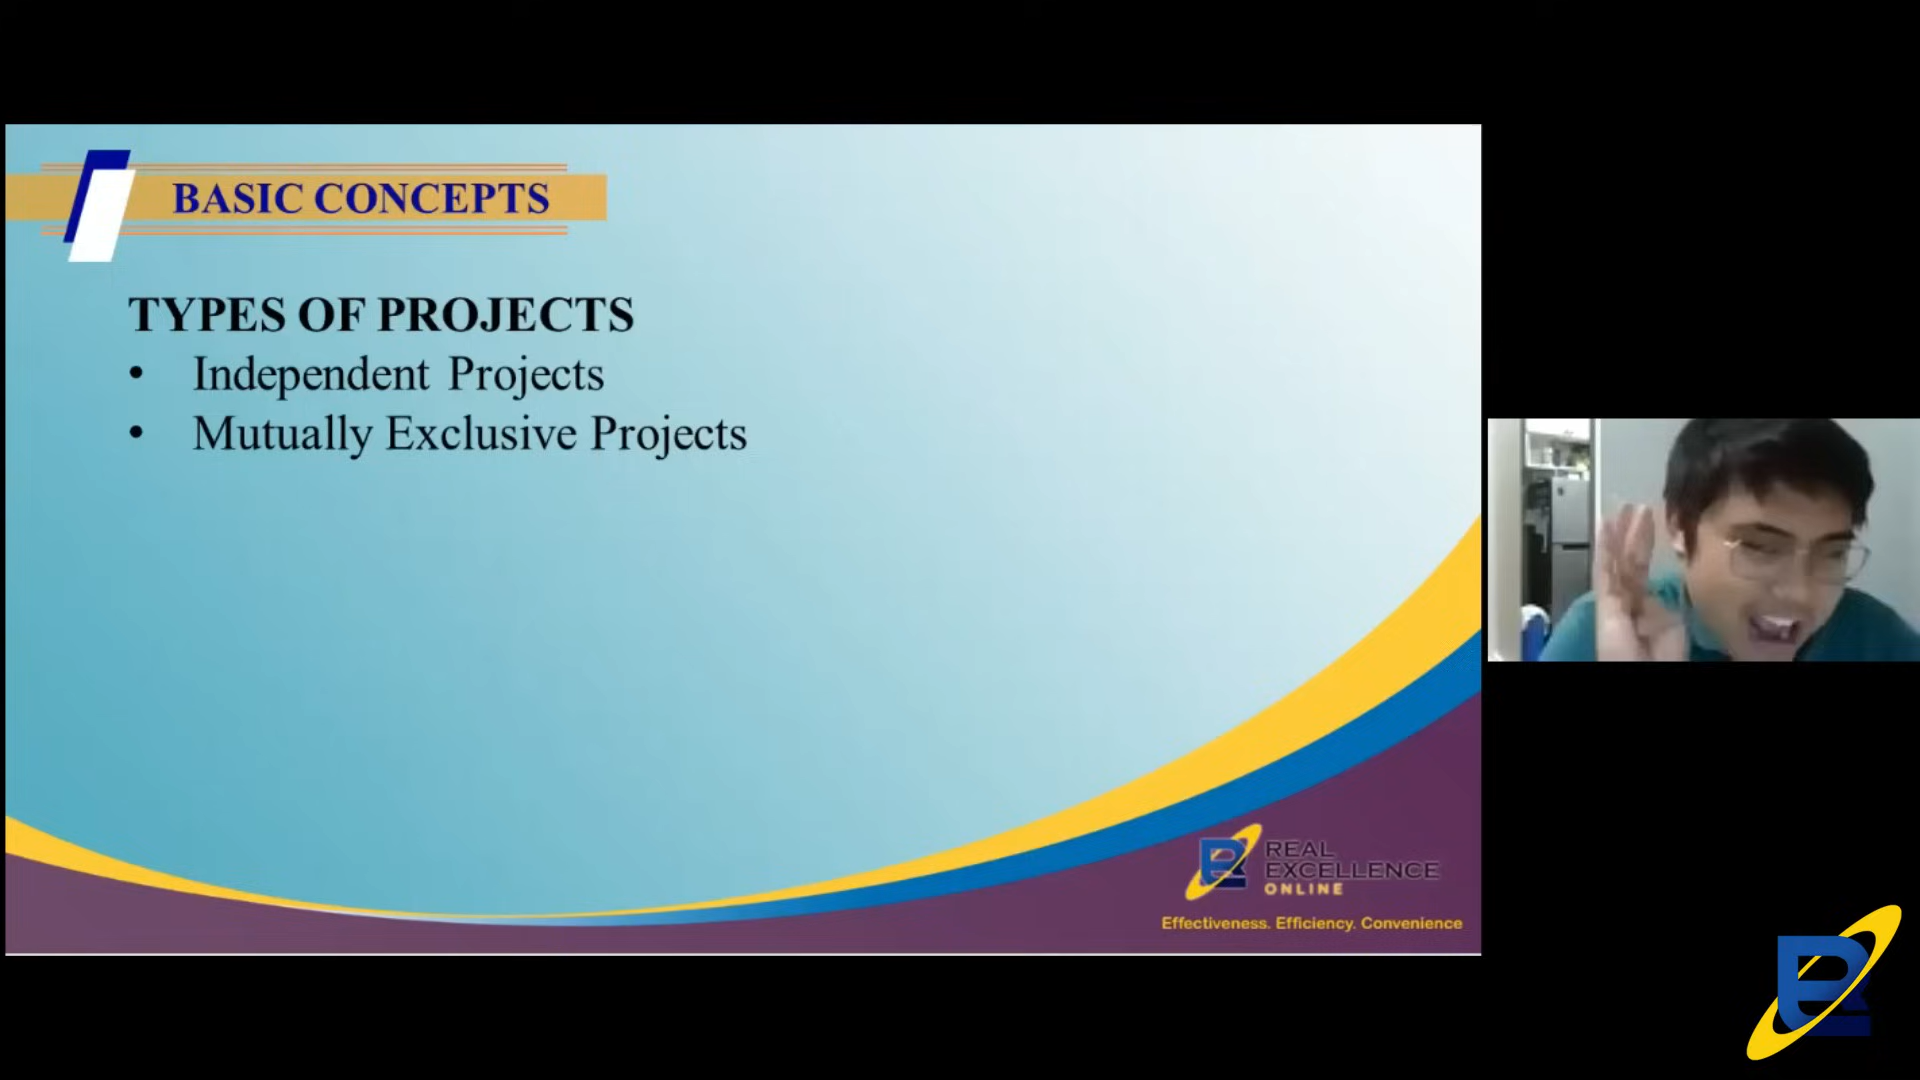 BASIC CONCEPTS
TYPES OF PROJECTS
• Independent Projects
• Mutually Exclusive Projects
REAL
EXCELLENCE
ONLINE
Effectiveness. Efficiency. Convenience